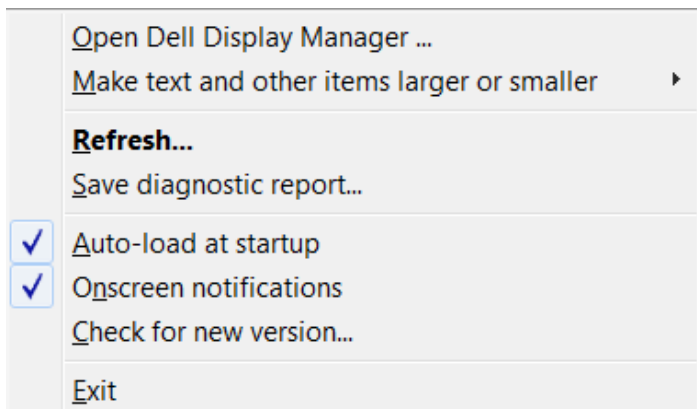 Open Dell Display Manager ...
Make text and other items larger or smaller
Refresh...
Save diagnostic report...
Auto-load at startup
Onscreen notifications
Check for new version...
Exit